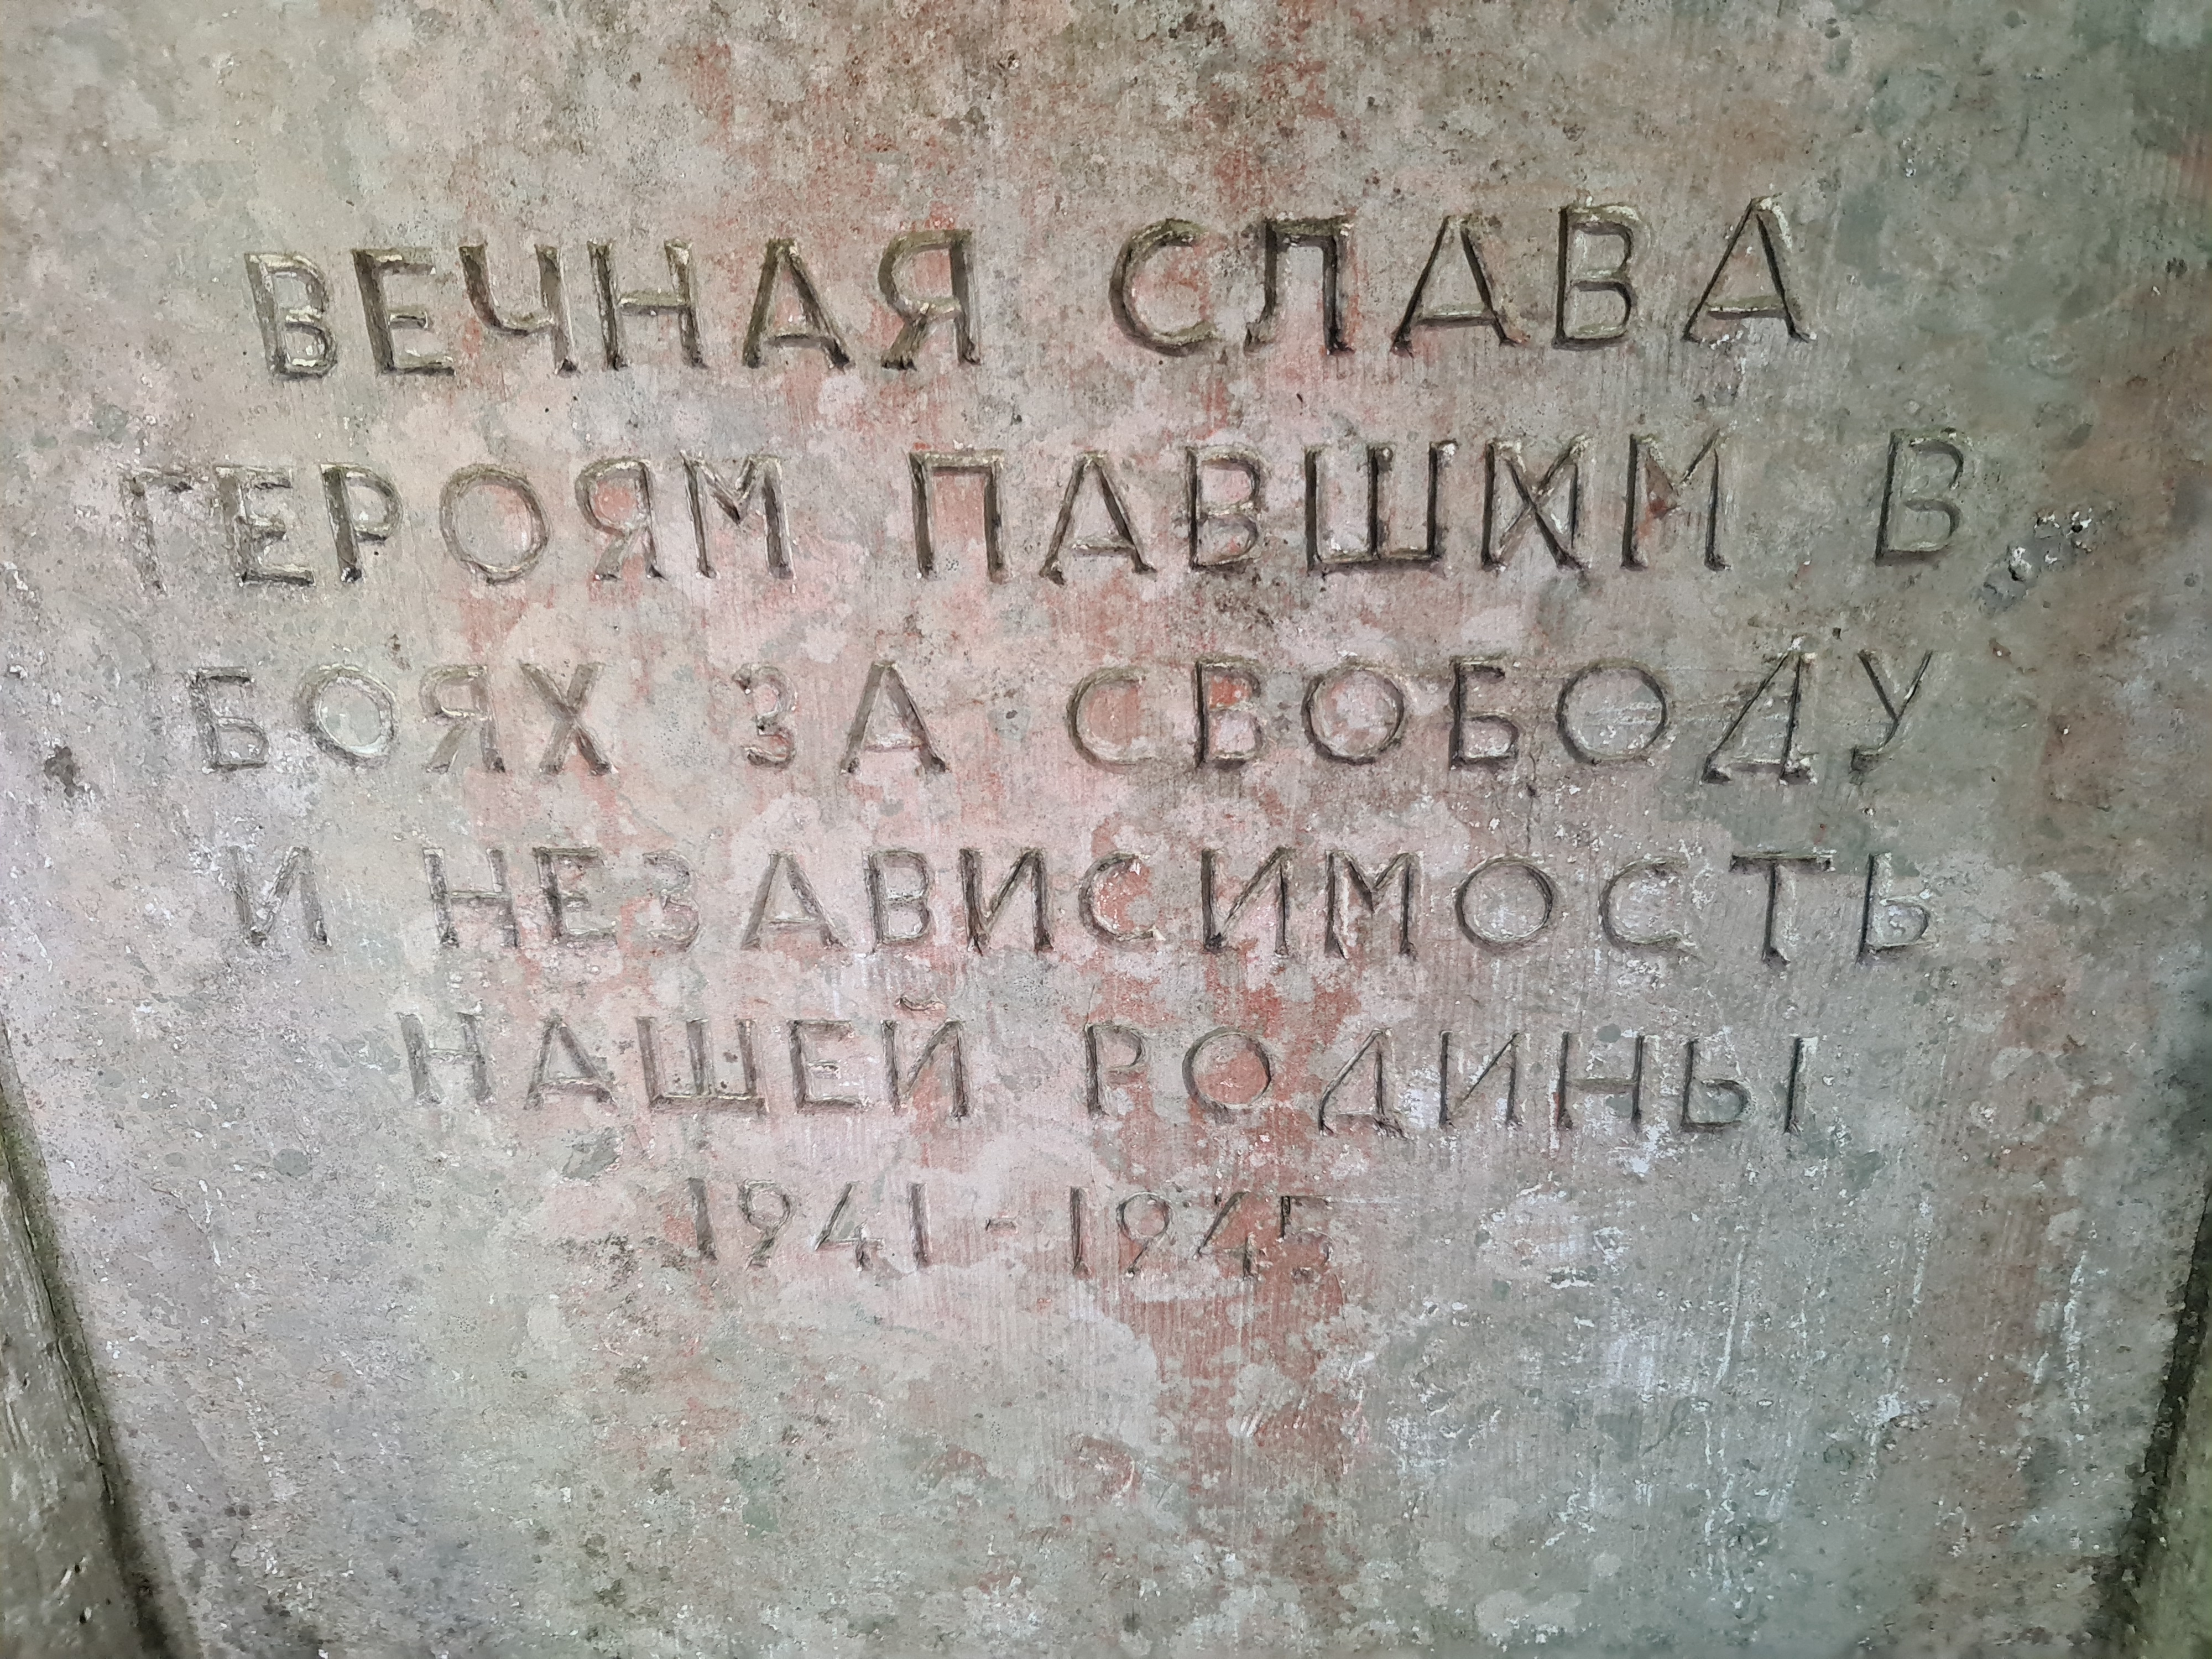 ВЕЧНАЯ СЛАВА
ГЕРОЯМ ПАВШИМ В
БОЯХ ЗА СВОБОДУ
И НЕЗАВИСИМОСТЬ
НАШЕЙ РОДИНЫ
1941-1945